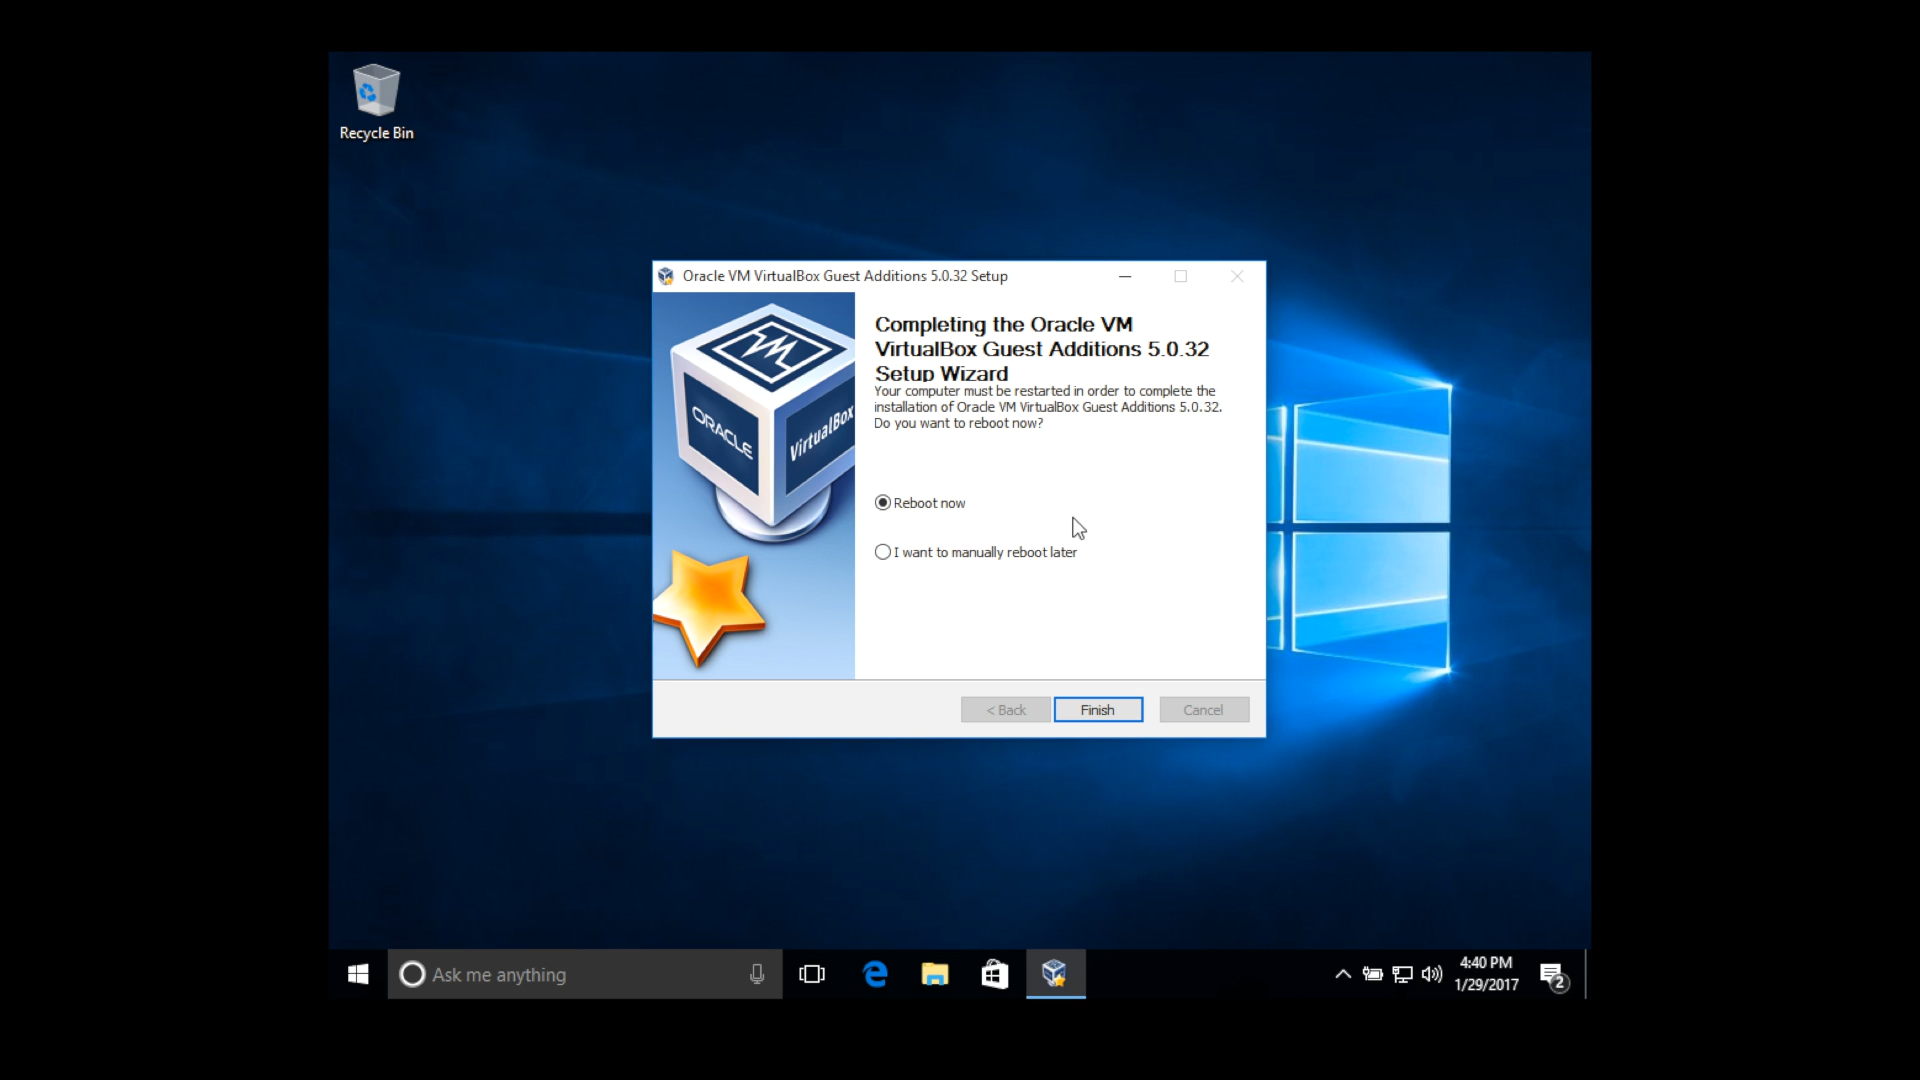 Recycle Bin
Oracle VM VirtualBox Guest Additions 5.0.32 Setup
Completing the Oracle VM
VirtualBox Guest Additions 5.0.32
Setup Wizard
Your computer must be restarted in order to complete the
installation of Oracle VM VirtualBox Guest Additions 5.0.32.
Do you want to reboot now?
ORACLE
VirtualBox
Reboot now
I want to manually reboot later
< Back
Finish
Cancel
Ask me anything
4:40 PM
1/29/2017
2